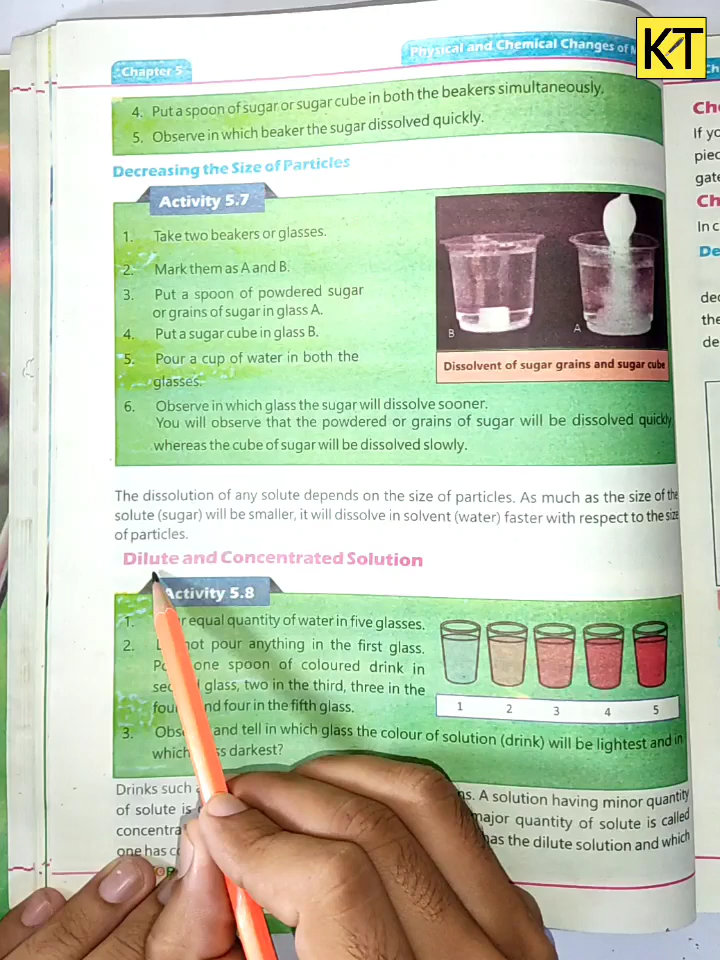 KT
Chapter 5
Physical and Chemical Changes of
4. Put a spoon of sugar or sugar cube in both the beakers simultaneously.
5. Observe in which beaker the sugar dissolved quickly.
Decreasing the Size of Particles
Activity 5.7
1. Take two beakers or glasses.
2. Mark them as A and B.
3. Put a spoon of powdered sugar
or grains of sugar in glass A.
4. Put a sugar cube in glass B.
5. Pour a cup of water in both the
glasses.
B A
Dissolvent of sugar grains and sugar cube
6. Observe in which glass the sugar will dissolve sooner.
You will observe that the powdered or grains of sugar will be dissolved quickly
whereas the cube of sugar will be dissolved slowly.
The dissolution of any solute depends on the size of particles. As much as the size of the
solute (sugar) will be smaller, it will dissolve in solvent (water) faster with respect to the size
of particles.
Dilute and Concentrated Solution
Activity 5.8
1. equal quantity of water in five glasses.
2. not pour anything in the first glass.
one spoon of coloured drink in
glass, two in the third, three in the
and four in the fifth glass.
1 2 3 4 5
3. and tell in which glass the colour of solution (drink) will be lightest and in
which darkest?
Drinks such
A solution having minor quantity
of solute is
major quantity of solute is called
has the dilute solution and which
one has
If
In
De